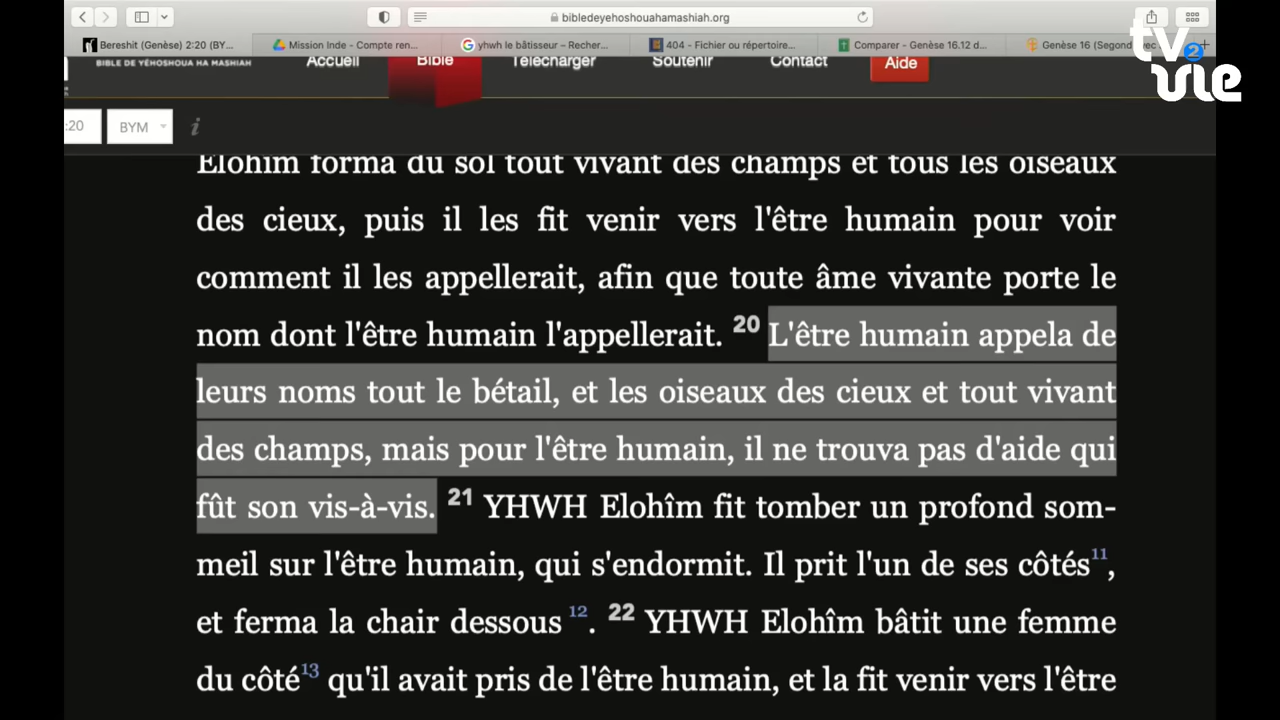 bibledeyehoshouahamashiah.org
Bereshit (Genèse) 2:20 (BY...
Mission Inde - Compte ren...
yhwh le bâtisseur – Recher...
404 - Fichier ou répertoire...
Comparer - Genèse 16.12 d...
Genèse 16 (Segond
tv2vie
BIBLE DE YÉHOSHOUA HA MASHIAH
Accueil
Bible
Télécharger
Soutenir
Contact
Aide
:20
BYM
i
Elohîm forma du sol tout vivant des champs et tous les oiseaux
des cieux, puis il les fit venir vers l'être humain pour voir
comment il les appellerait, afin que toute âme vivante porte le
nom dont l'être humain l'appellerait. 20 L'être humain appela de
leurs noms tout le bétail, et les oiseaux des cieux et tout vivant
des champs, mais pour l'être humain, il ne trouva pas d'aide qui
fût son vis-à-vis. 21 YHWH Elohîm fit tomber un profond som-
meil sur l'être humain, qui s'endormit. Il prit l'un de ses côtés11,
et ferma la chair dessous 12. 22 YHWH Elohîm bâtit une femme
du côté13 qu'il avait pris de l'être humain, et la fit venir vers l'être